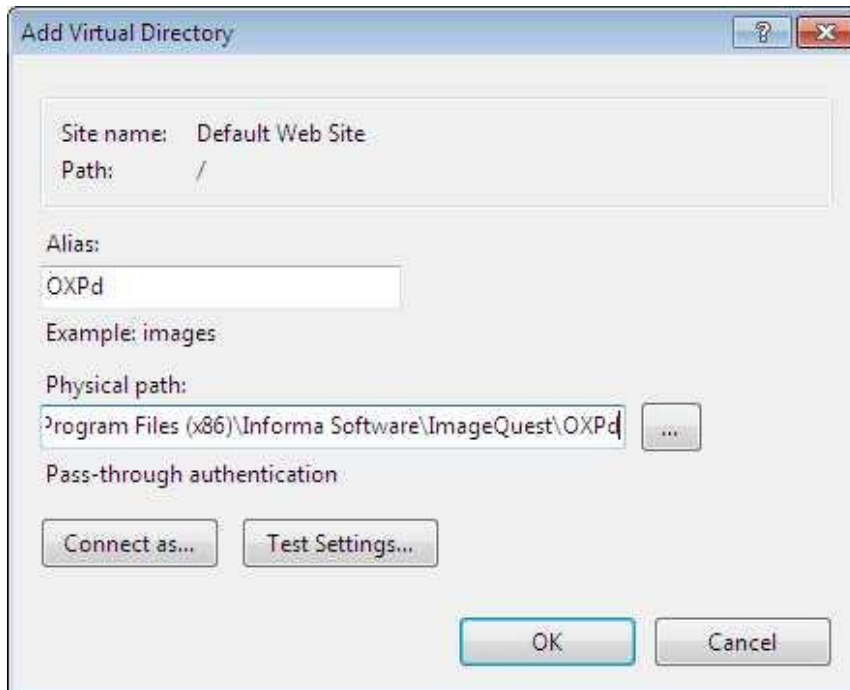 Add Virtual Directory
Site name: Default Web Site
Path: /
Alias:
OXPd
Example: images
Physical path:
Program Files (x86)\Informa Software\ImageQuest\OXPd
...
Pass-through authentication
Connect as... Test Settings...
OK Cancel